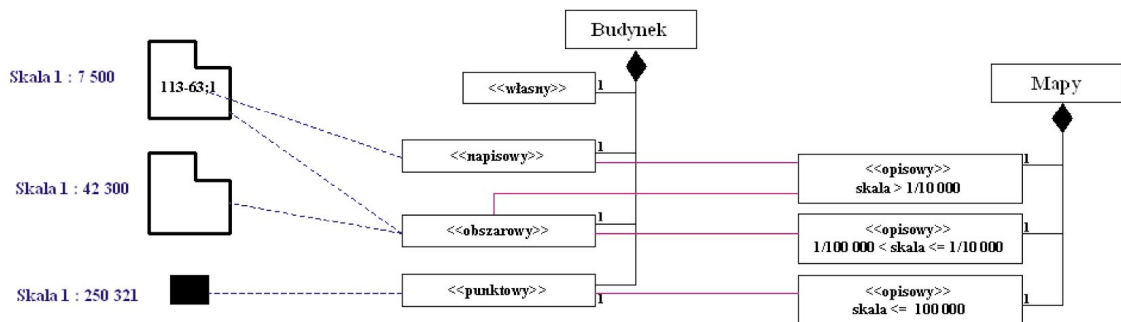 Budynek
Skala 1 : 7 500
113-63;1
<<własny>>
1
Mapy
<<napisowy>>
1
<<opisowy>>
skala > 1/10 000
1
Skala 1 : 42 300
<<obszarowy>>
1
<<opisowy>>
1/100 000 < skala <= 1/10 000
1
Skala 1 : 250 321
<<punktowy>>
1
<<opisowy>>
skala <= 100 000
1